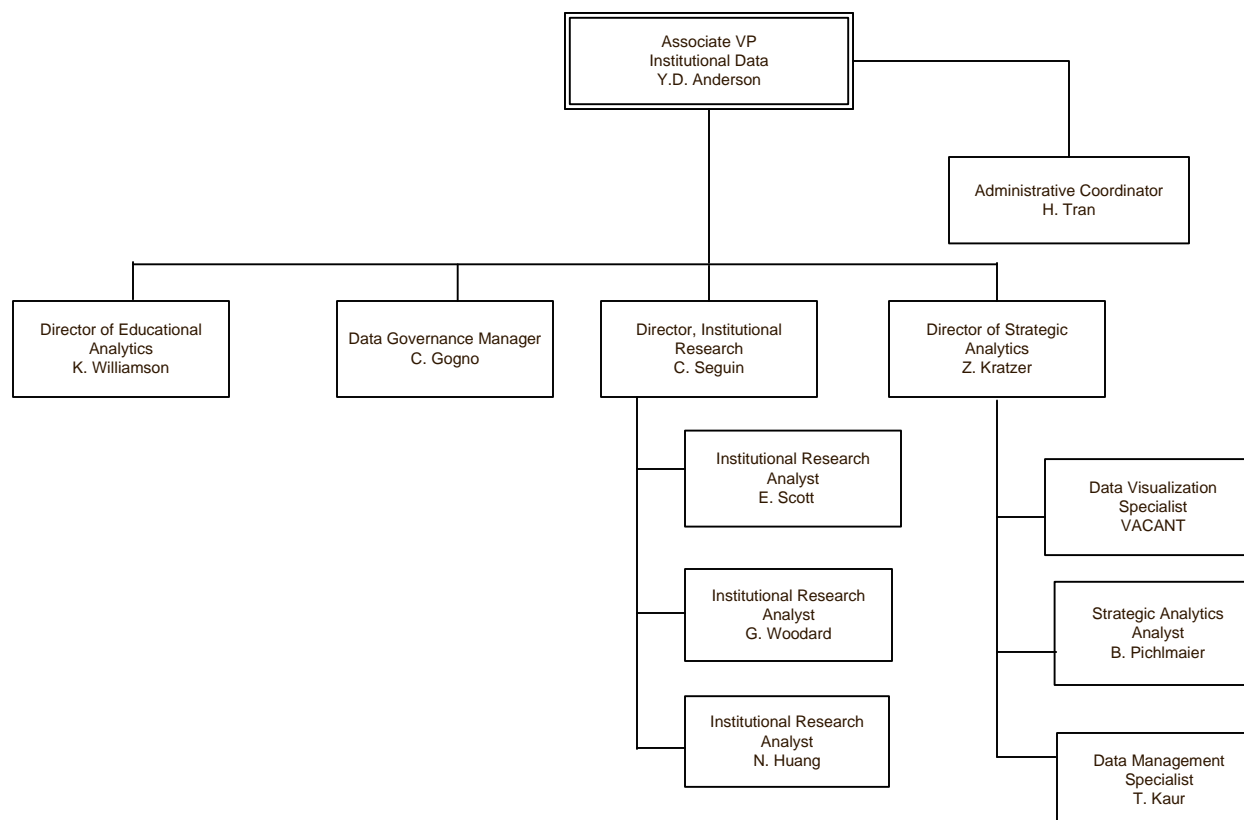 Associate VP
Institutional Data
Y.D. Anderson
Administrative Coordinator
H. Tran
Director of Educational
Analytics
K. Williamson
Data Governance Manager
C. Gogno
Director, Institutional
Research
C. Seguin
Director of Strategic
Analytics
Z. Kratzer
Institutional Research
Analyst
E. Scott
Institutional Research
Analyst
G. Woodard
Institutional Research
Analyst
N. Huang
Data Visualization
Specialist
VACANT
Strategic Analytics
Analyst
B. Pichlmaier
Data Management
Specialist
T. Kaur